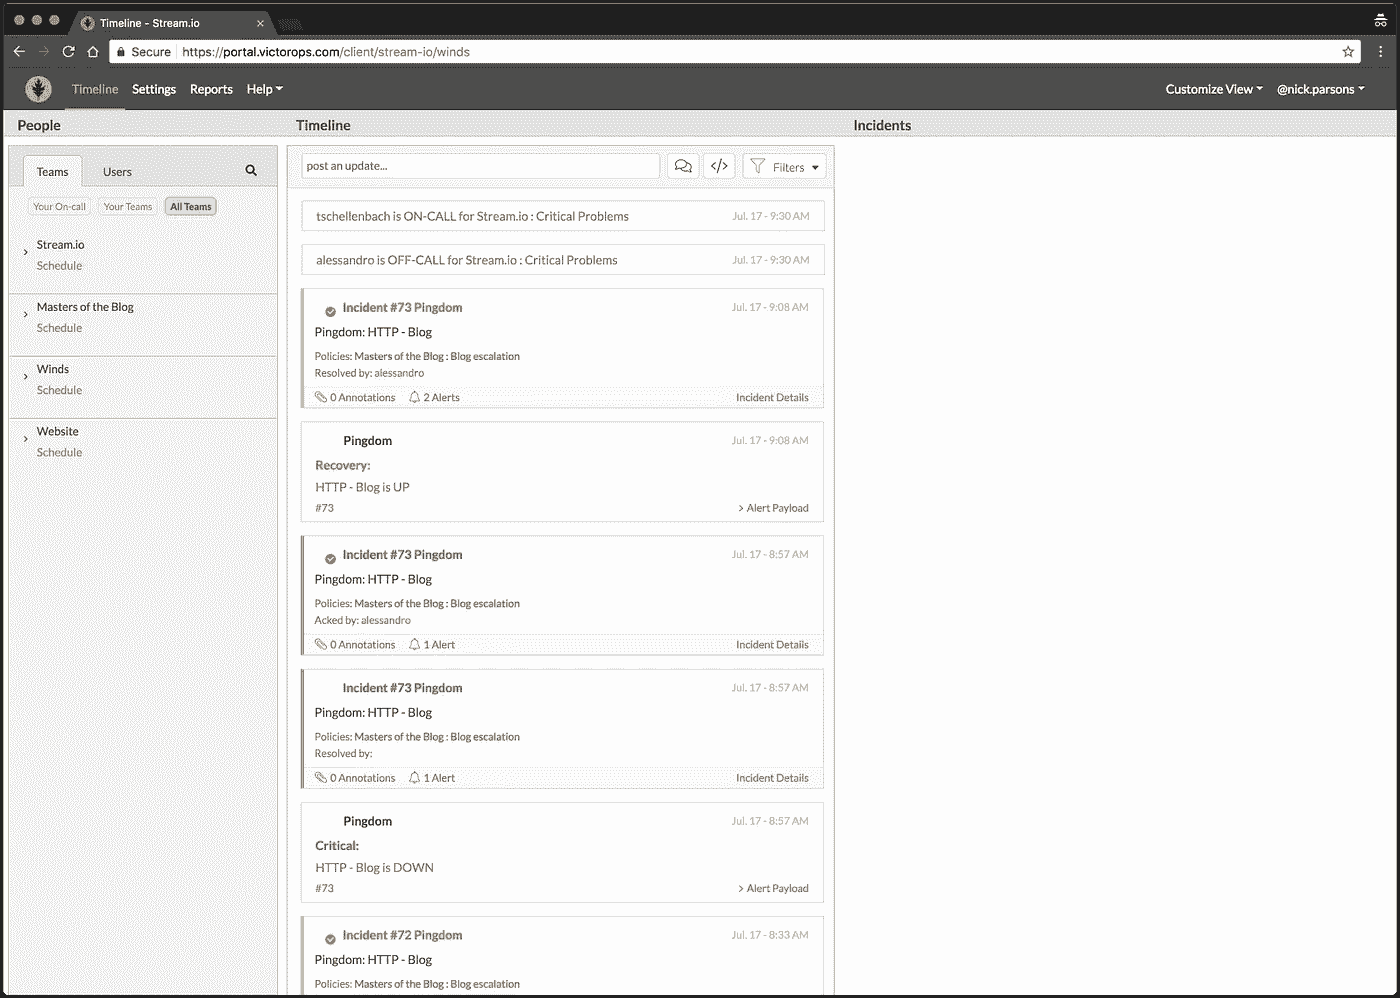 Timeline - Stream.io
Secure https://portal.victorops.com/client/stream-io/winds
Timeline Settings Reports Help Customize View @nick.parsons
People Timeline Incidents
Teams Users
Your On-call Your Teams All Teams
Stream.io
Schedule
Masters of the Blog
Schedule
Winds
Schedule
Website
Schedule
post an update... </> Filters
tschellenbach is ON-CALL for Stream.io : Critical Problems Jul. 17 - 9:30 AM
alessandro is OFF-CALL for Stream.io : Critical Problems Jul. 17 - 9:30 AM
Incident #73 Pingdom Jul. 17 - 9:08 AM
Pingdom: HTTP - Blog
Policies: Masters of the Blog : Blog escalation
Resolved by: alessandro
0 Annotations 2 Alerts Incident Details
Pingdom Jul. 17 - 9:08 AM
Recovery:
HTTP - Blog is UP
#73 > Alert Payload
Incident #73 Pingdom Jul. 17 - 8:57 AM
Pingdom: HTTP - Blog
Policies: Masters of the Blog : Blog escalation
Acked by: alessandro
0 Annotations 1 Alert Incident Details
Incident #73 Pingdom Jul. 17 - 8:57 AM
Pingdom: HTTP - Blog
Policies: Masters of the Blog : Blog escalation
Resolved by:
0 Annotations 1 Alert Incident Details
Pingdom Jul. 17 - 8:57 AM
Critical:
HTTP - Blog is DOWN
#73 > Alert Payload
Incident #72 Pingdom Jul. 17 - 8:33 AM
Pingdom: HTTP - Blog
Policies: Masters of the Blog : Blog escalation